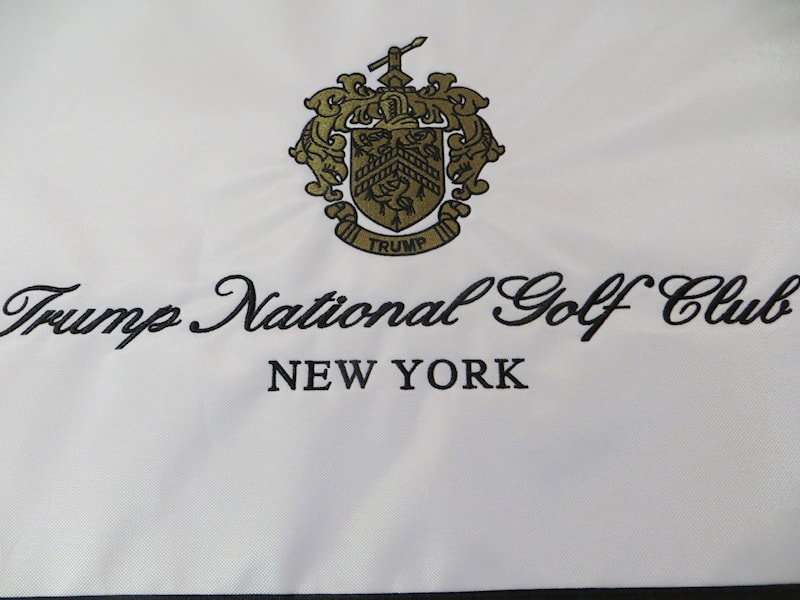 TRUMP
Trump National Golf Club
NEW YORK